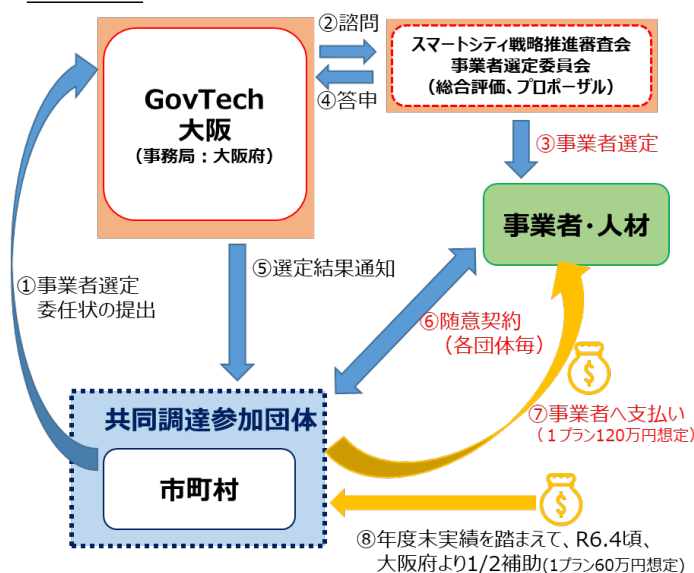 ②諮問
スマートシティ戦略推進審査会
事業者選定委員会
（総合評価、プロポーザル）
④答申
GovTech
大阪
（事務局：大阪府）
③事業者選定
事業者・人材
①事業者選定
委任状の提出
⑤選定結果通知
⑥随意契約
（各団体毎）
共同調達参加団体
市町村
⑦事業者へ支払い
（１プラン120万円想定）
⑧年度末実績を踏まえて、R6.4頃、
大阪府より1/2補助(1プラン60万円想定)